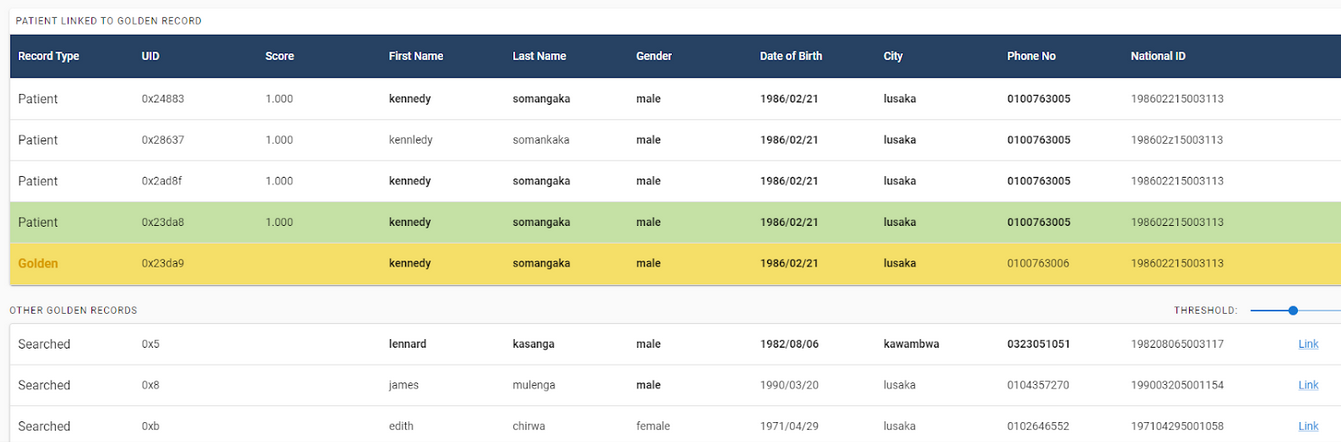 PATIENT LINKED TO GOLDEN RECORD
Record Type UID Score First Name Last Name Gender Date of Birth City Phone No National ID
Patient 0x24883 1.000 kennedy somangaka male 1986/02/21 lusaka 0100763005 198602215003113
Patient 0x28637 1.000 kennledy somankaka male 1986/02/21 lusaka 0100763005 198602z15003113
Patient 0x2ad8f 1.000 kennedy somangaka male 1986/02/21 lusaka 0100763005 198602215003113
Patient 0x23da8 1.000 kennedy somangaka male 1986/02/21 lusaka 0100763005 198602215003113
Golden 0x23da9 kennedy somangaka male 1986/02/21 lusaka 0100763006 198602215003113
OTHER GOLDEN RECORDS THRESHOLD:
Searched 0x5 lennard kasanga male 1982/08/06 kawambwa 0323051051 198208065003117 Link
Searched 0x8 james mulenga male 1990/03/20 lusaka 0104357270 199003205001154 Link
Searched 0xb edith chirwa female 1971/04/29 lusaka 0102646552 197104295001058 Link